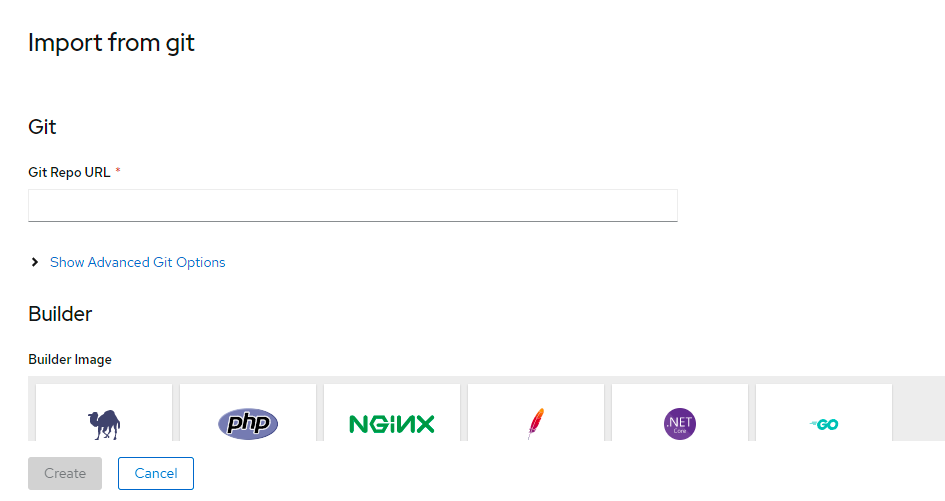 Import from git
Git
Git Repo URL *
Show Advanced Git Options
Builder
Builder Image
php
NGINX
.NET
Core
GO
Create
Cancel